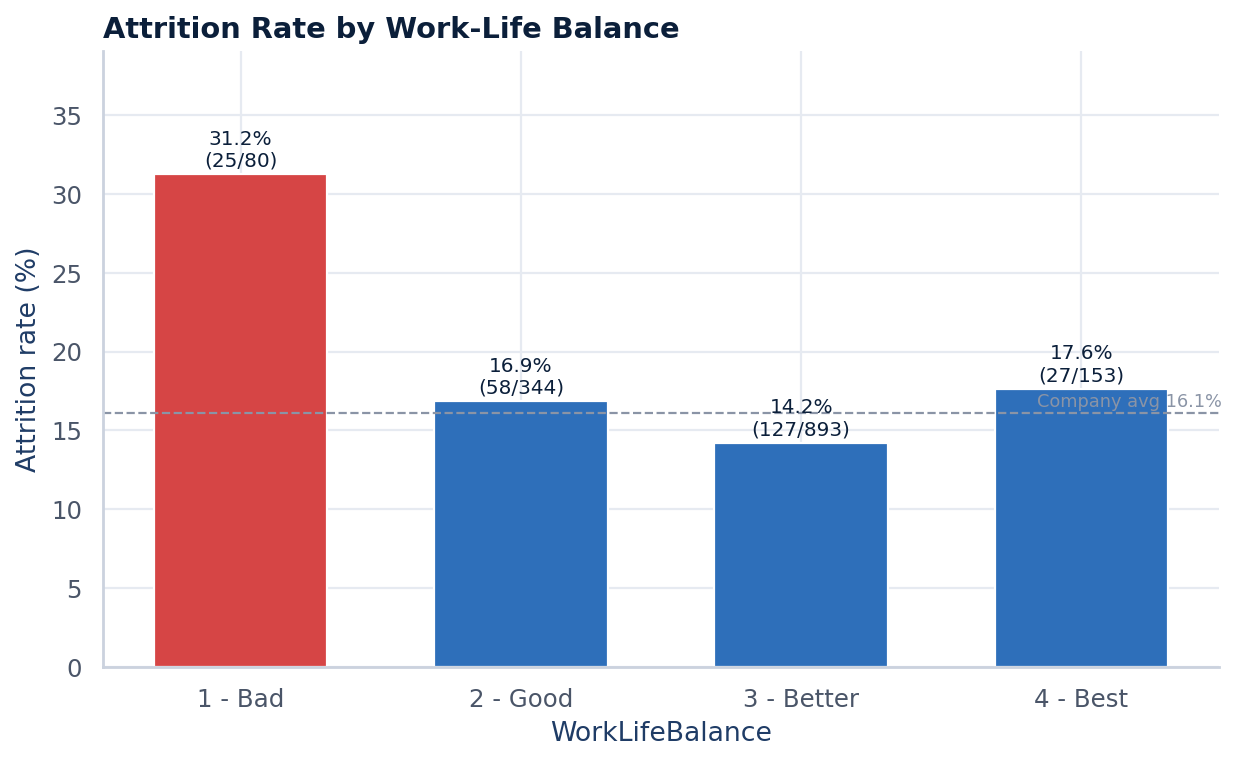 Attrition Rate by Work-Life Balance
Attrition rate (%)
35
30
25
20
15
10
5
0
31.2%
(25/80)
16.9%
(58/344)
14.2%
(127/893)
17.6%
(27/153)
Company avg 16.1%
1 - Bad
2 - Good
3 - Better
4 - Best
WorkLifeBalance